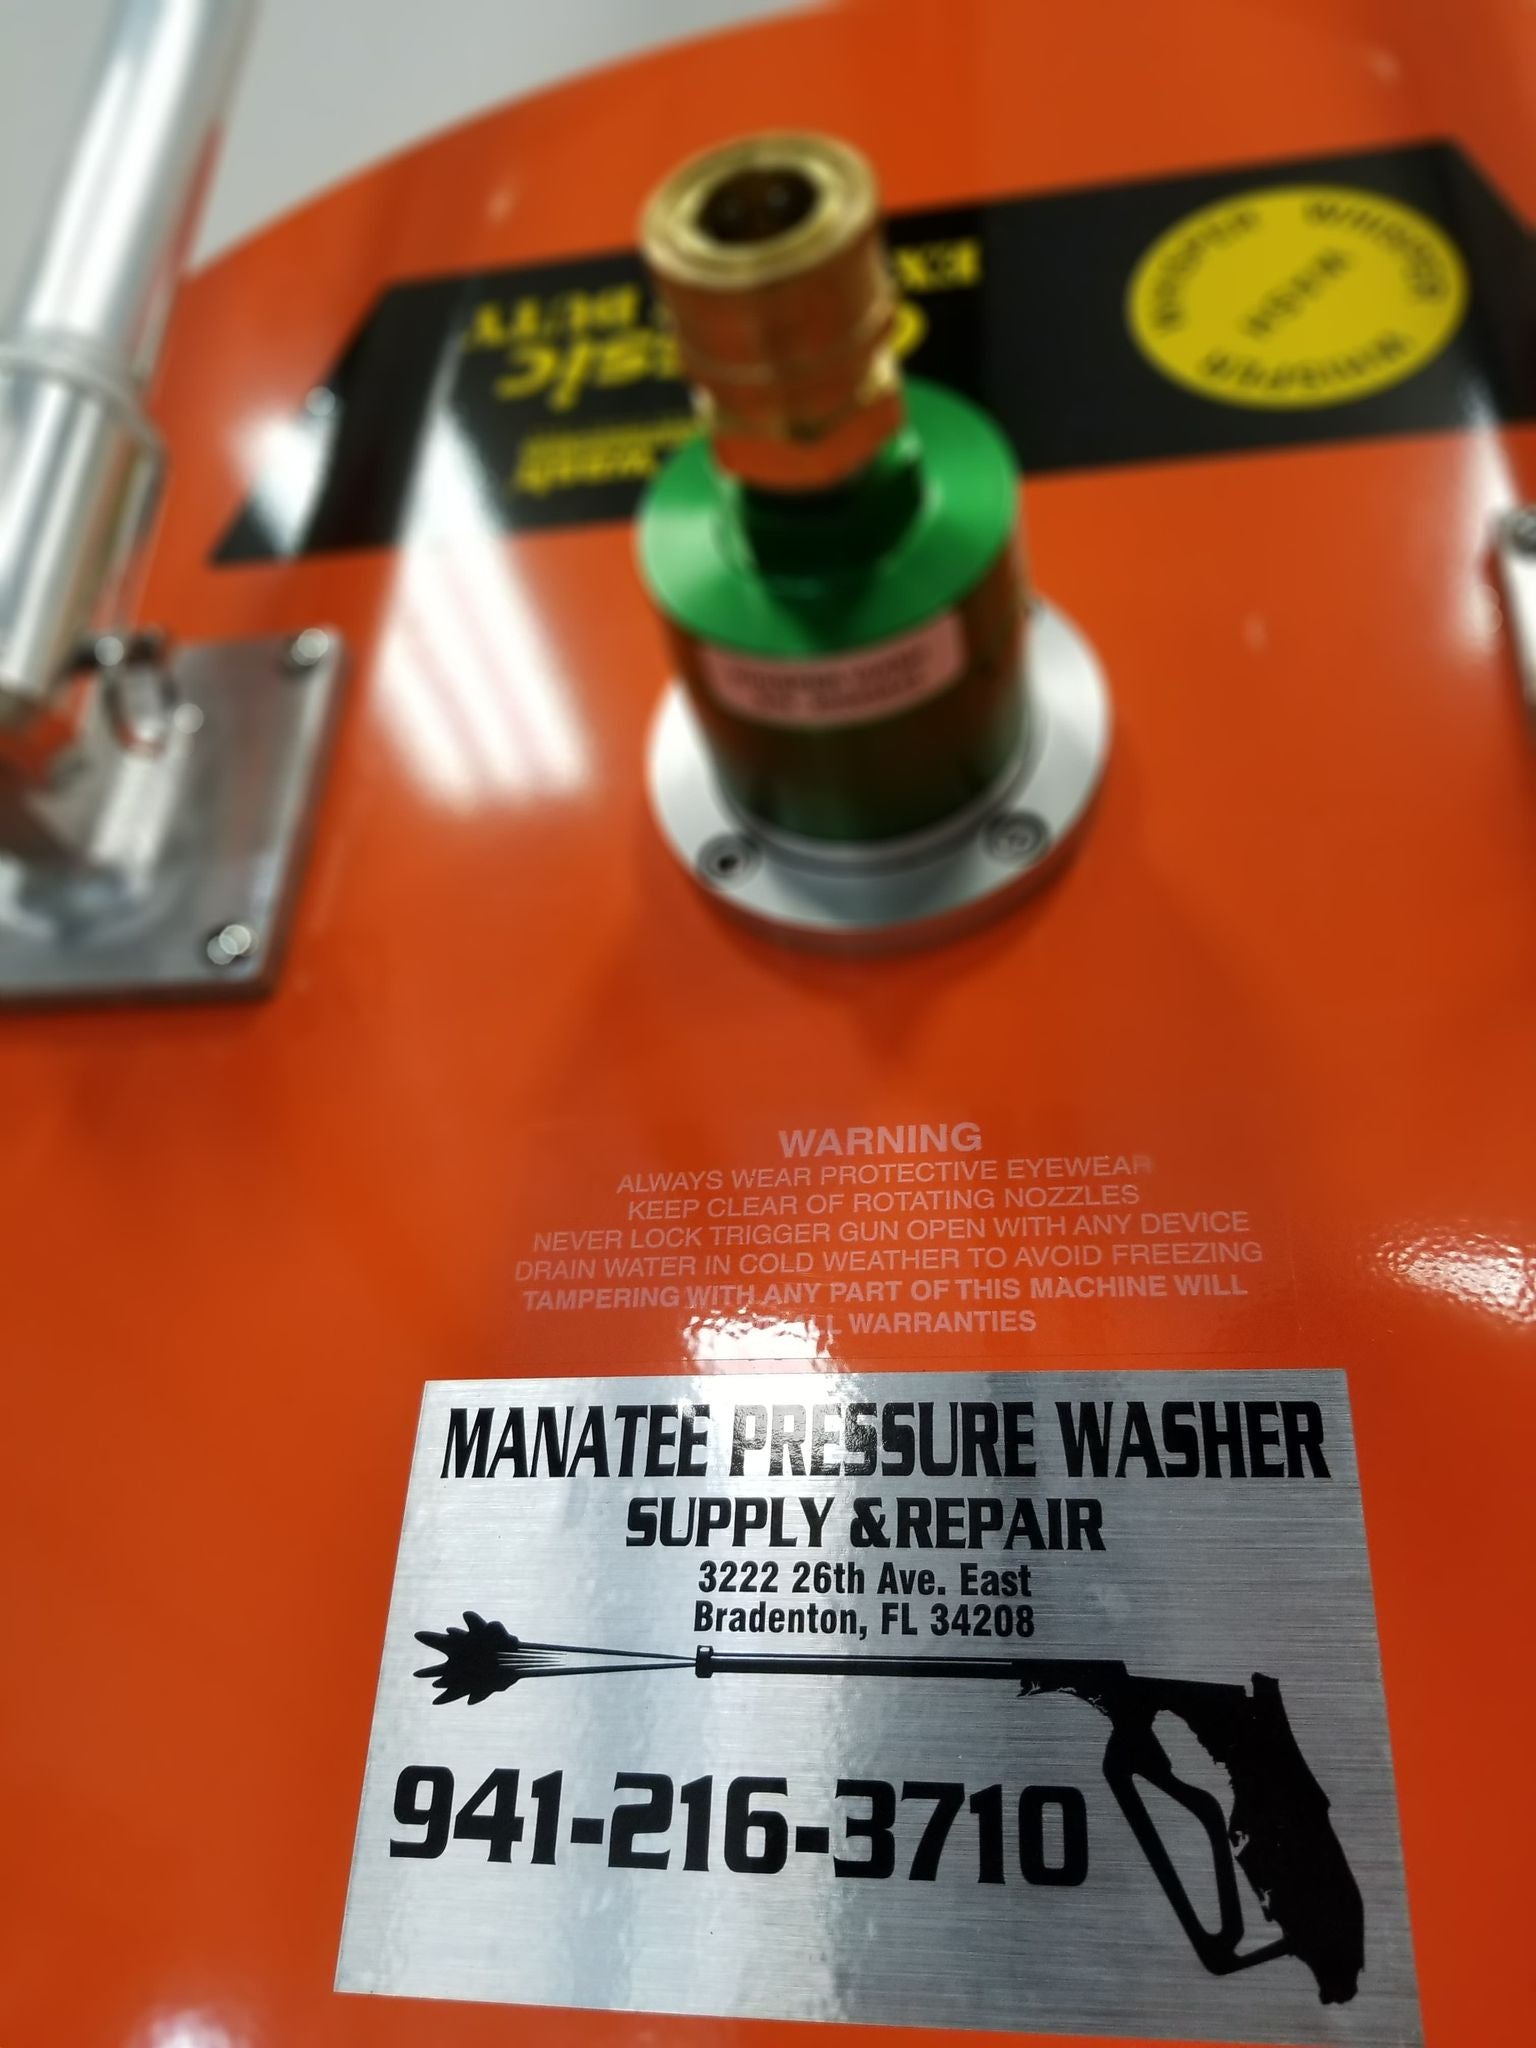 DUTY
WARNING
ALWAYS WEAR PROTECTIVE EYEWEAR
KEEP CLEAR OF ROTATING NOZZLES
NEVER LOCK TRIGGER GUN OPEN WITH ANY DEVICE
DRAIN WATER IN COLD WEATHER TO AVOID FREEZING
TAMPERING WITH ANY PART OF THIS MACHINE WILL
WARRANTIES
MANATEE PRESSURE WASHER
SUPPLY & REPAIR
3222 26th Ave. East
Bradenton, FL 34208
941-216-3710